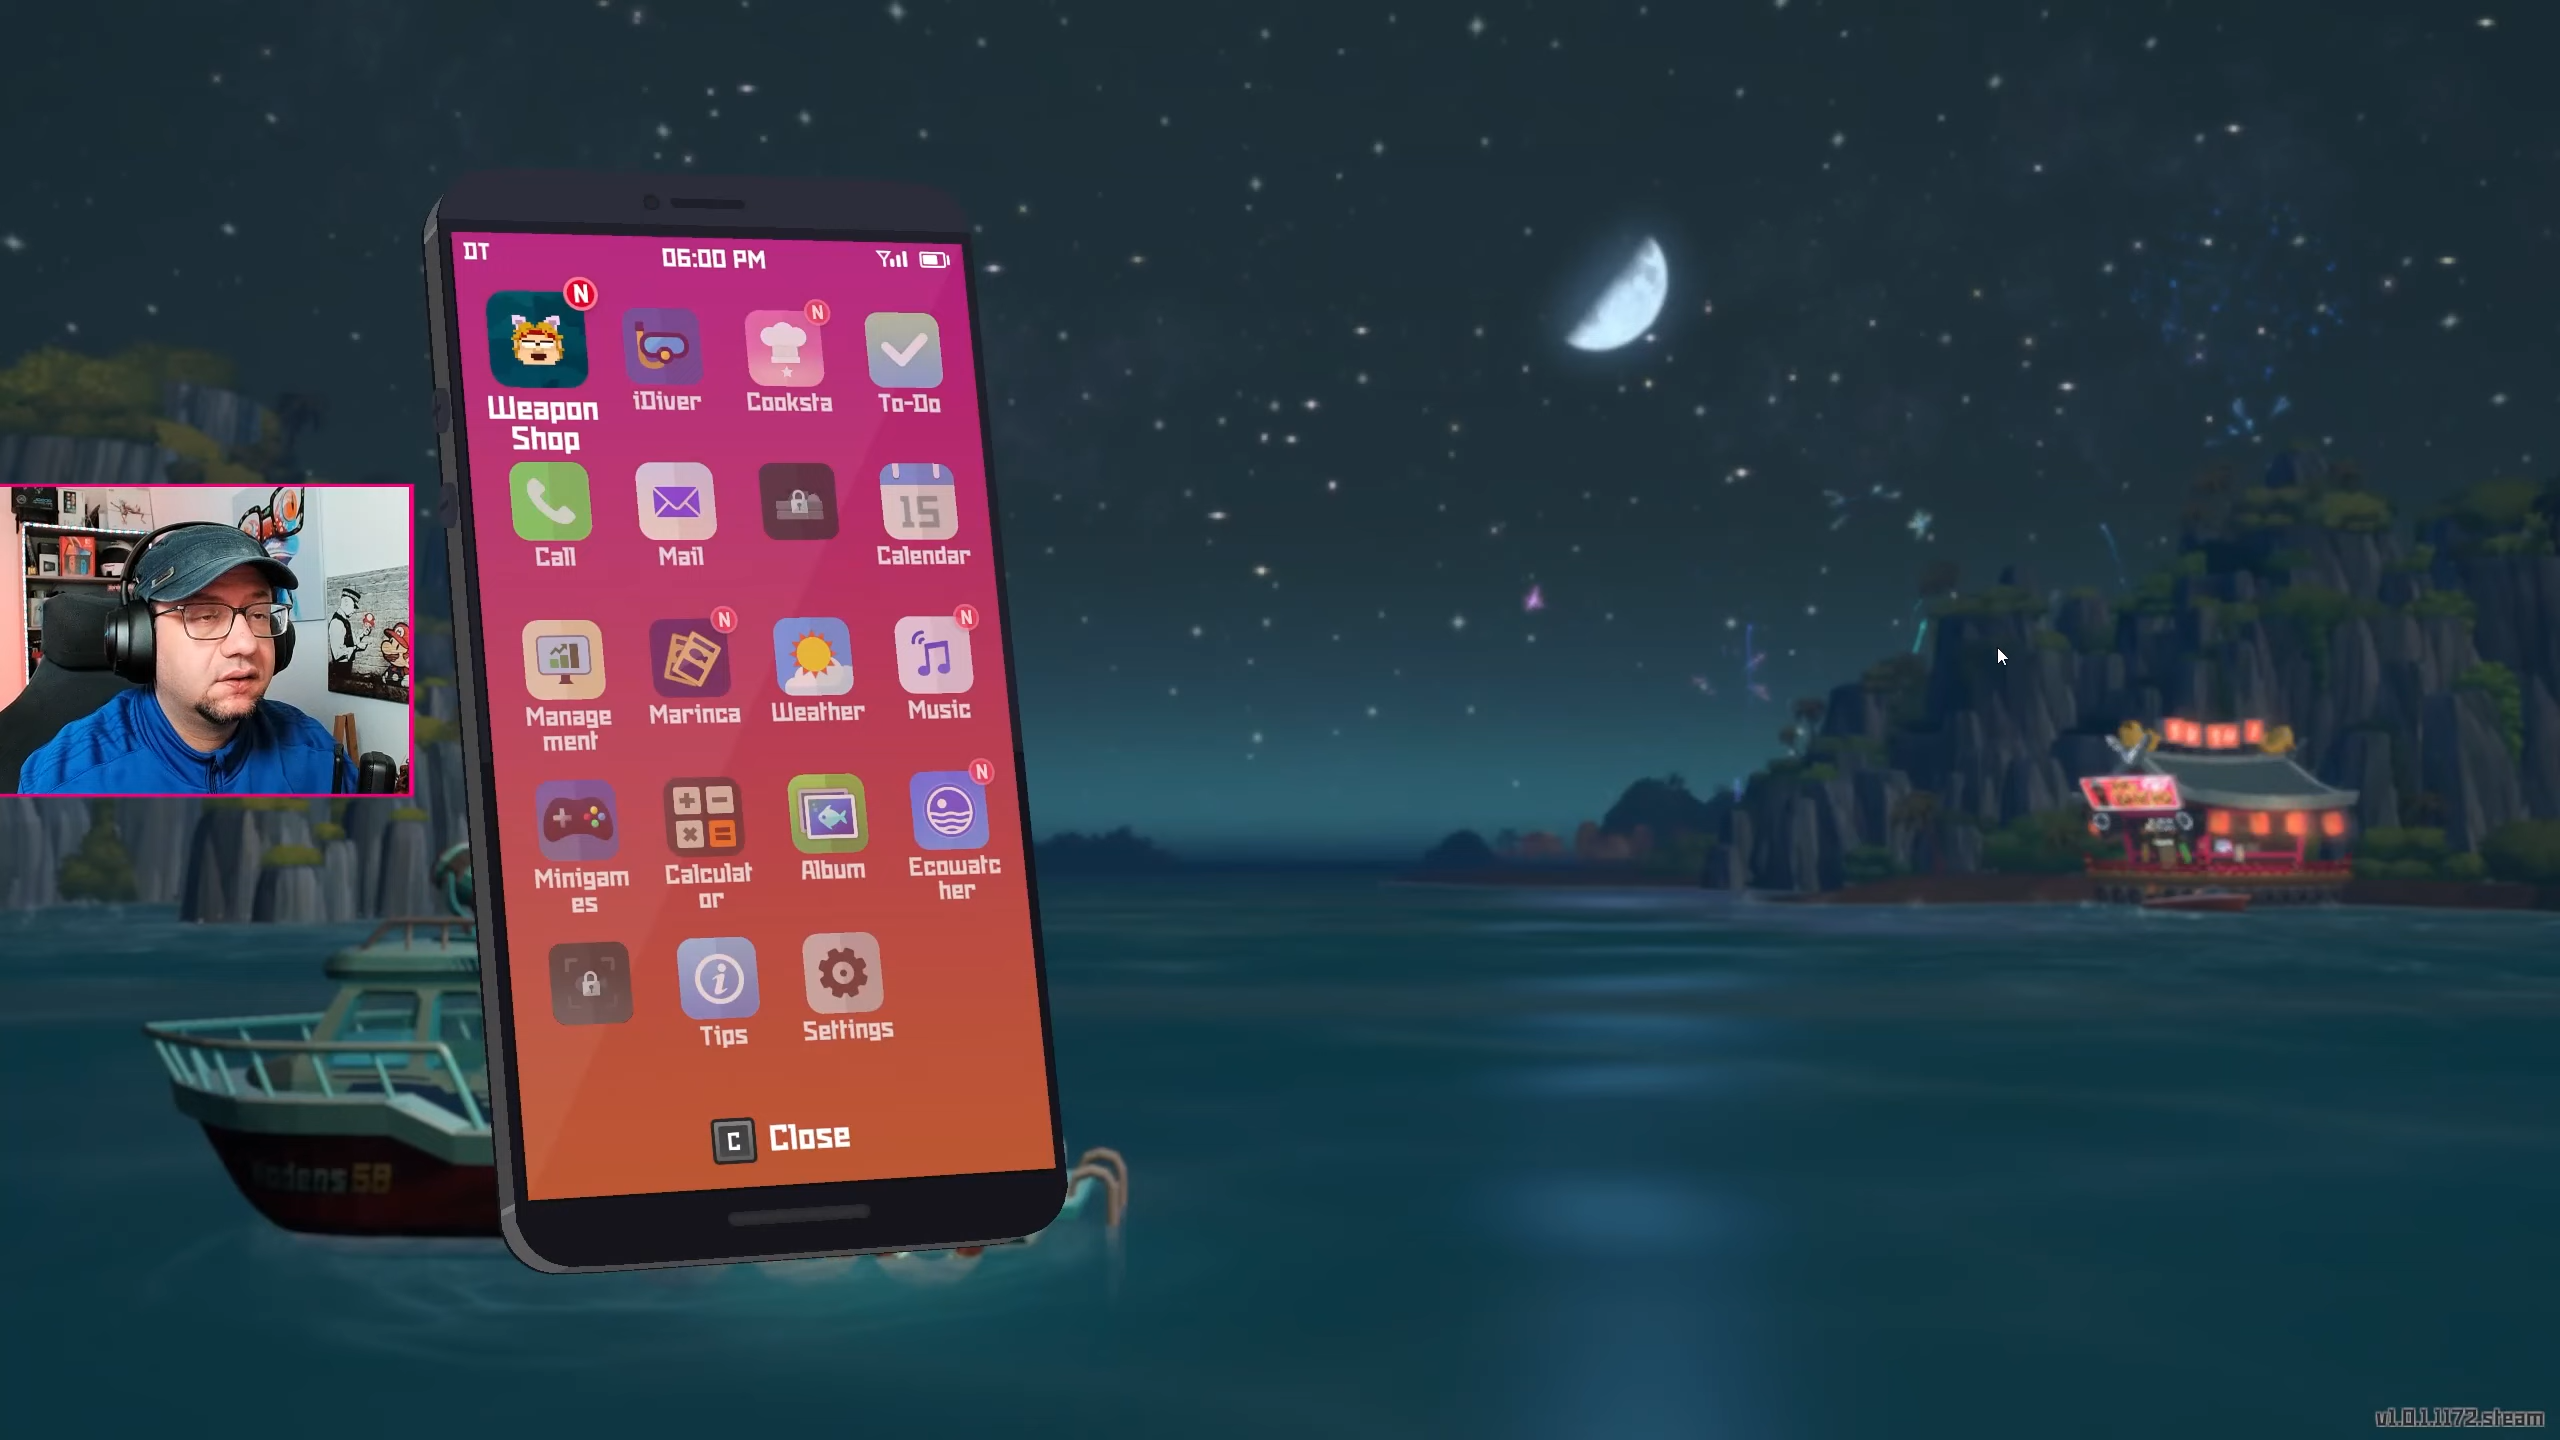 DT
06:00 PM
N
N
Weapon
Shop
iDiver
Cooksta
To-Do
15
Call
Mail
Calendar
N
N
Manage
ment
Marinca
Weather
Music
N
Minigam
es
Calculat
or
Album
Ecowatc
her
i
Tips
Settings
C Close
58
v1.0.1.1172.steam